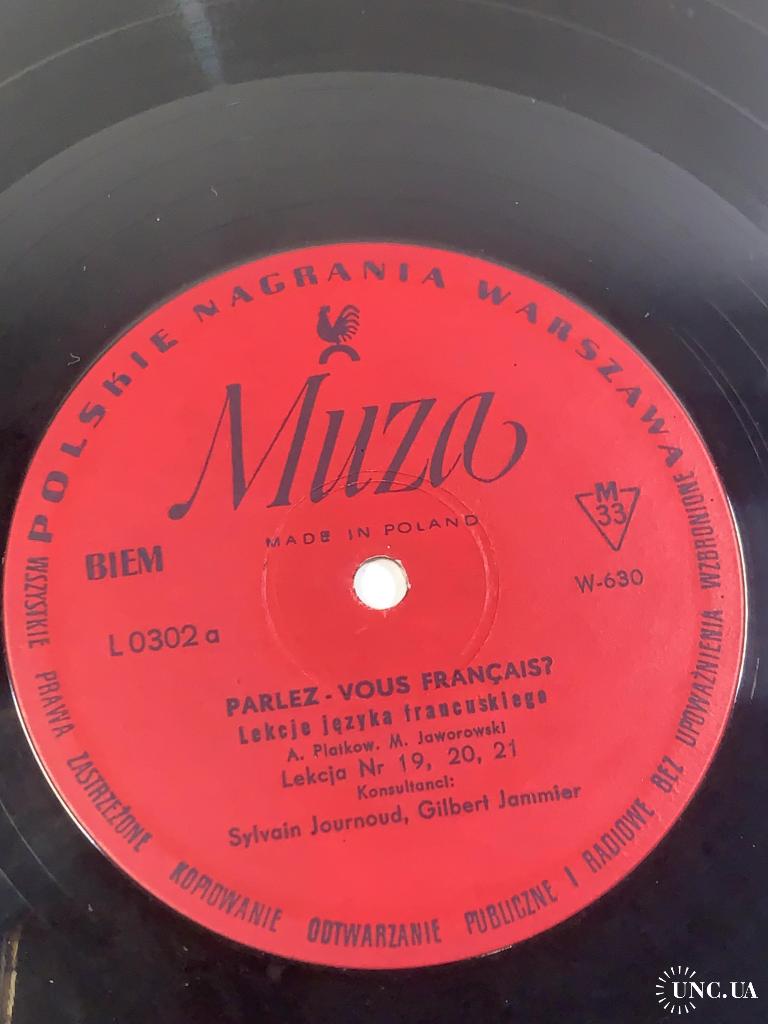 POLSKIE NAGRANIA WARSZAWA
Muza
MADE IN POLAND
BIEM
M
33
L 0302 a
W-630
PARLEZ - VOUS FRANÇAIS?
Lekcje języka francuskiego
A. Platkow. M. Jaworowski
Lekcja Nr 19, 20, 21
Konsultanci:
Sylvain Journoud, Gilbert Jammier
WSZYSTKIE PRAWA ZASTRZEŻONE KOPIOWANIE ODTWARZANIE PUBLICZNE I RADIOWE BEZ UPOWAŻNIENIA WZBRONIONE
UNC.UA